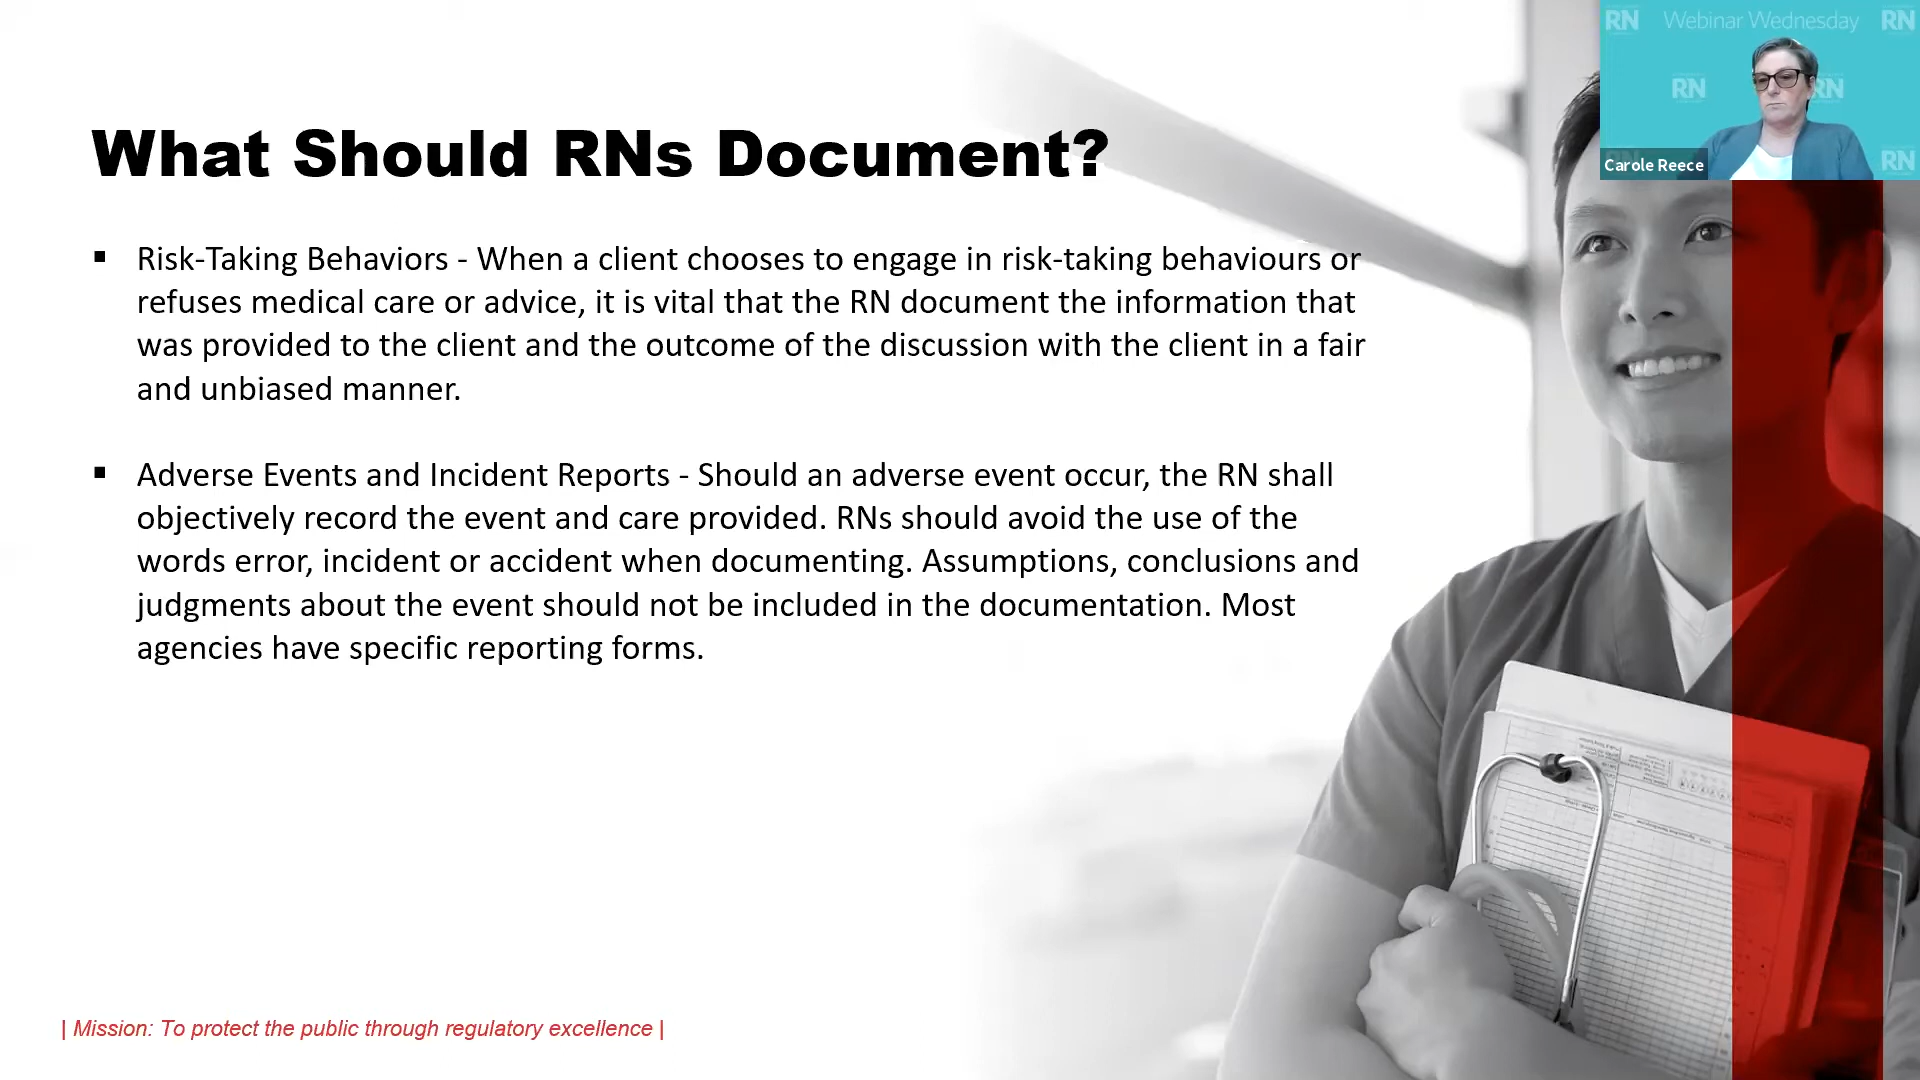 RN Webinar Wednesday RN
RN RN
Carole Reece
RN
What Should RNs Document?
▪ Risk-Taking Behaviors - When a client chooses to engage in risk-taking behaviours or
refuses medical care or advice, it is vital that the RN document the information that
was provided to the client and the outcome of the discussion with the client in a fair
and unbiased manner.
▪ Adverse Events and Incident Reports - Should an adverse event occur, the RN shall
objectively record the event and care provided. RNs should avoid the use of the
words error, incident or accident when documenting. Assumptions, conclusions and
judgments about the event should not be included in the documentation. Most
agencies have specific reporting forms.
| Mission: To protect the public through regulatory excellence |